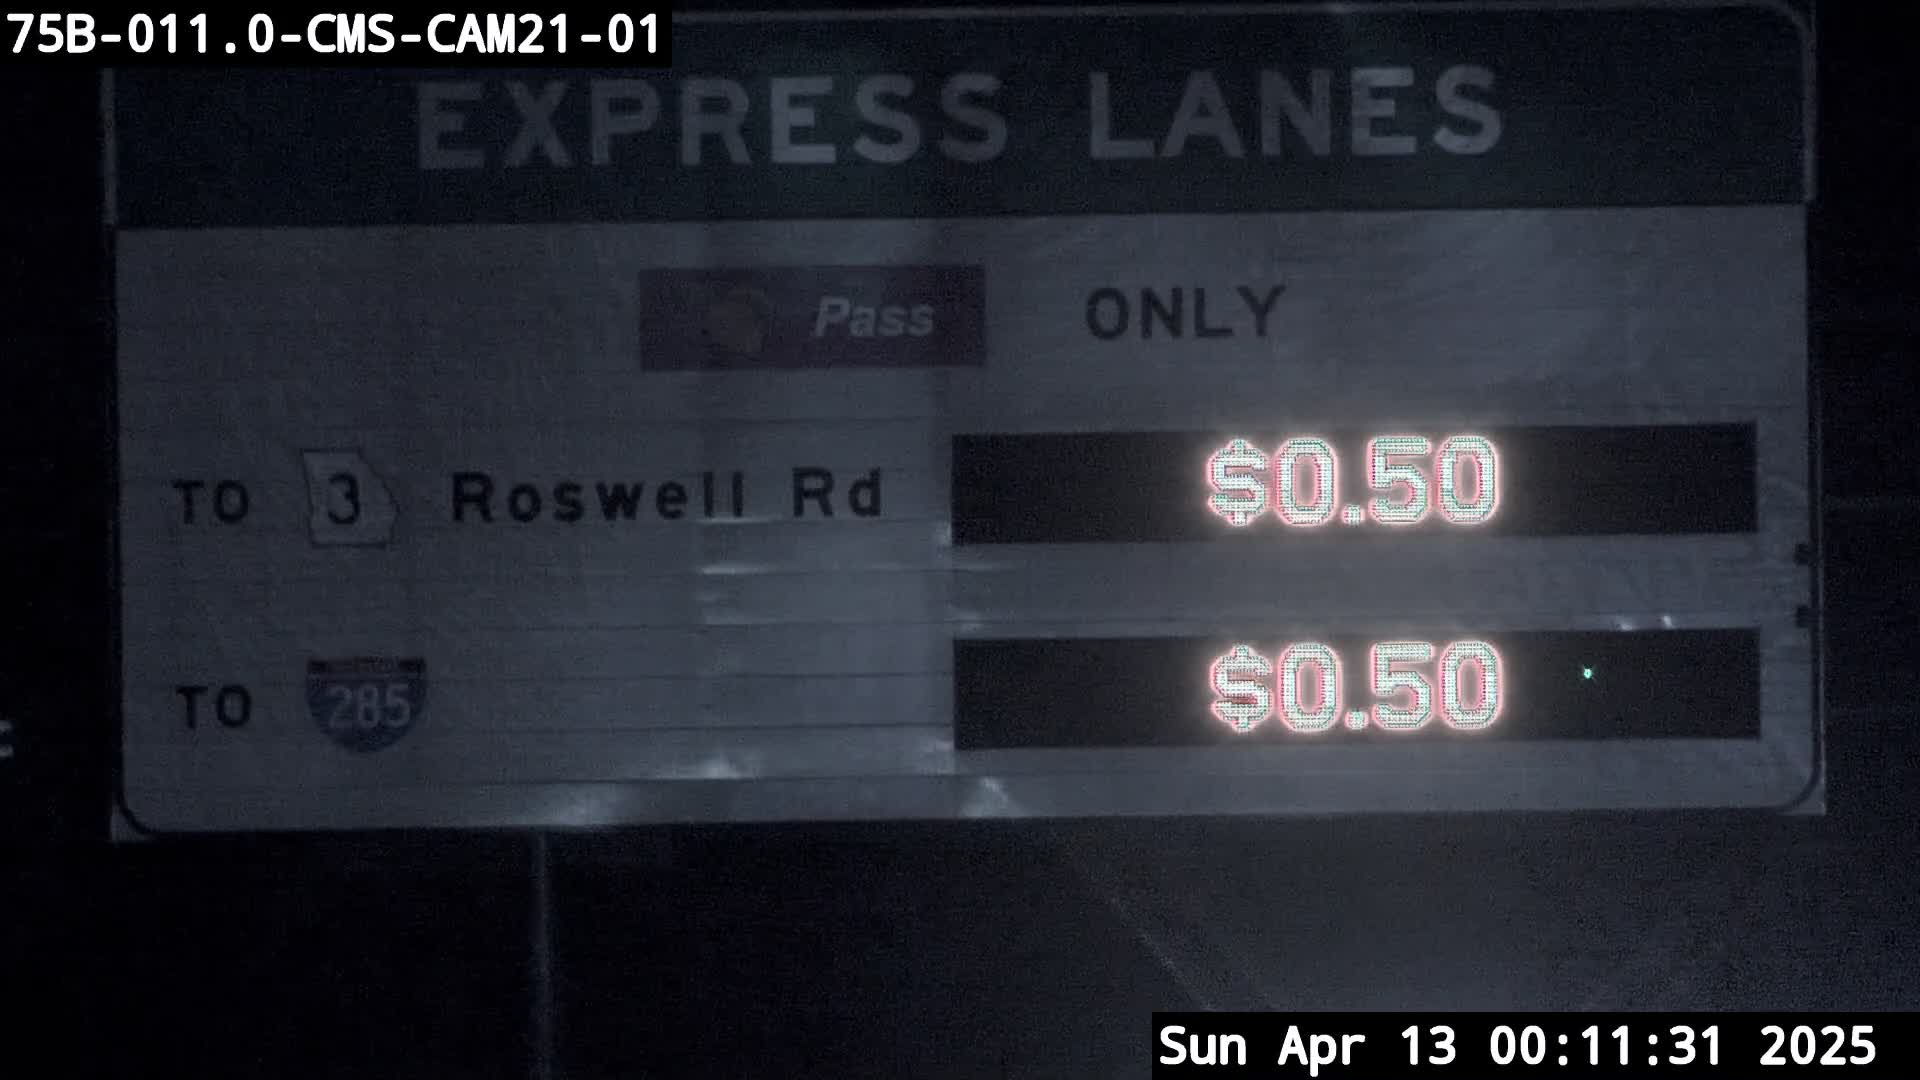 75B-011.0-CMS-CAM21-01
EXPRESS LANES
Pass ONLY
TO 3 Roswell Rd $0.50
TO 285 $0.50
Sun Apr 13 00:11:31 2025